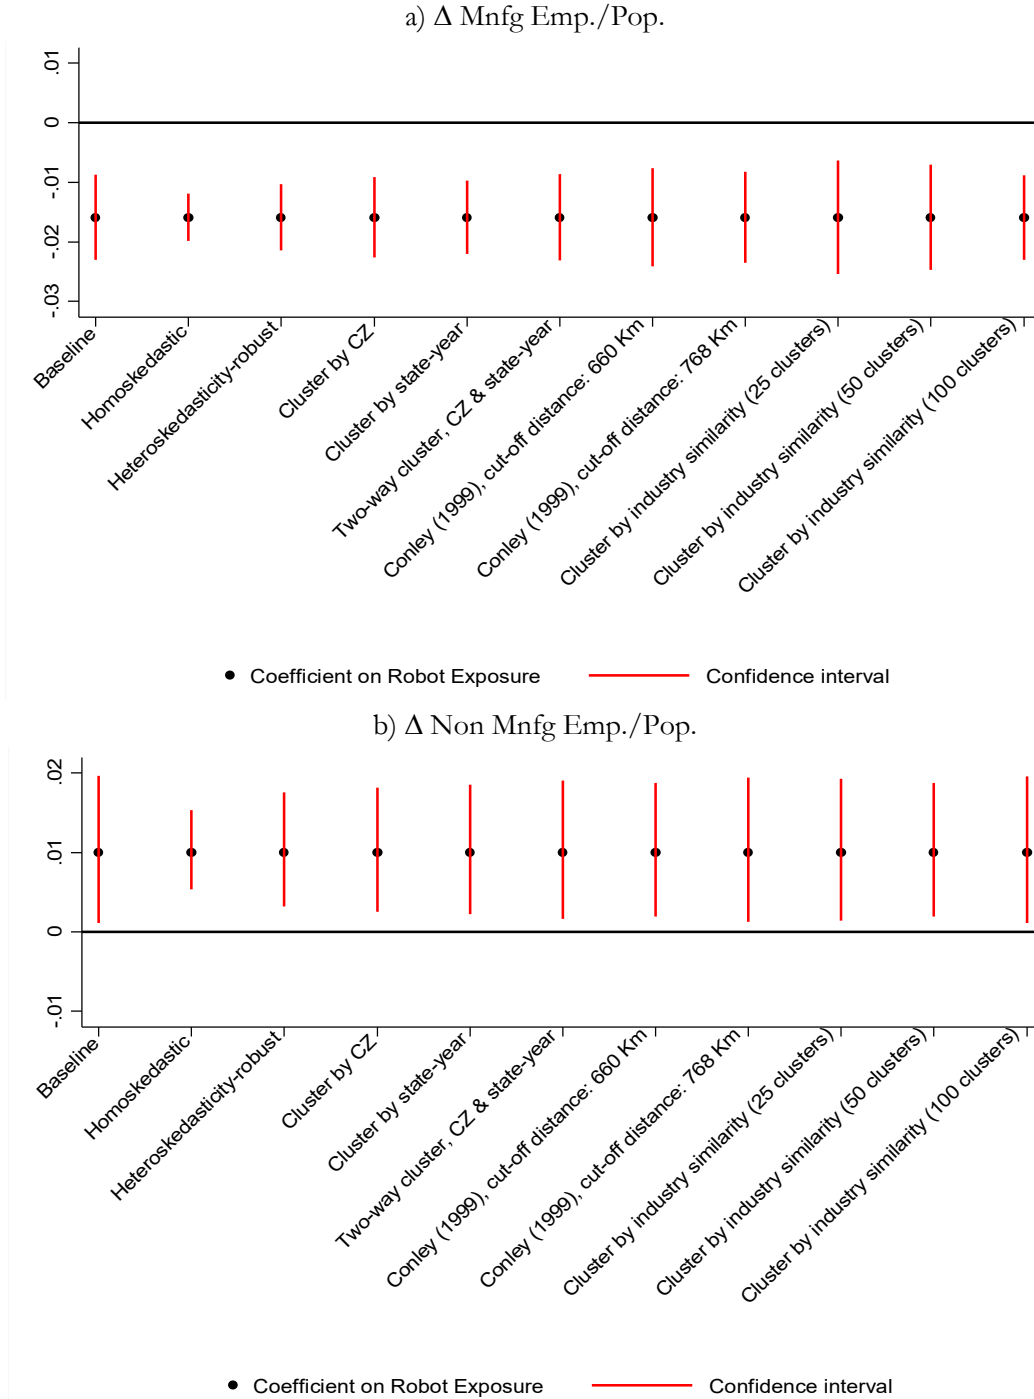 a) Δ Mnfg Emp./Pop.
.01
0
-.01
-.02
-.03
Baseline
Homoskedastic
Heteroskedasticity-robust
Cluster by CZ
Cluster by state-year
Two-way cluster, CZ & state-year
Conley (1999), cut-off distance: 660 Km
Conley (1999), cut-off distance: 768 Km
Cluster by industry similarity (25 clusters)
Cluster by industry similarity (50 clusters)
Cluster by industry similarity (100 clusters)
Coefficient on Robot Exposure
Confidence interval
b) Δ Non Mnfg Emp./Pop.
.02
.01
0
-.01
Baseline
Homoskedastic
Heteroskedasticity-robust
Cluster by CZ
Cluster by state-year
Two-way cluster, CZ & state-year
Conley (1999), cut-off distance: 660 Km
Conley (1999), cut-off distance: 768 Km
Cluster by industry similarity (25 clusters)
Cluster by industry similarity (50 clusters)
Cluster by industry similarity (100 clusters)
Coefficient on Robot Exposure
Confidence interval